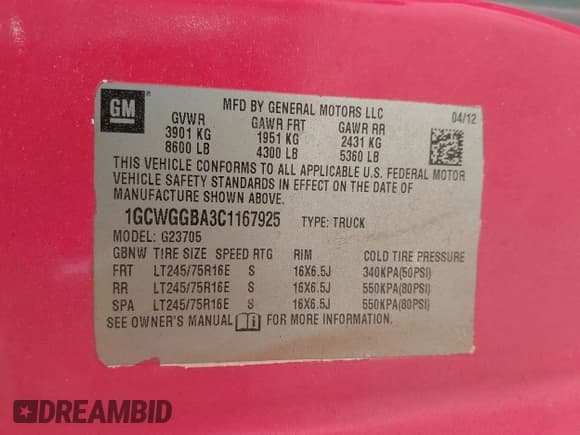 GM ®
MFD BY GENERAL MOTORS LLC 04/12
GVWR GAWR FRT GAWR RR
3901 KG 1951 KG 2431 KG
8600 LB 4300 LB 5360 LB
THIS VEHICLE CONFORMS TO ALL APPLICABLE U.S. FEDERAL MOTOR
VEHICLE SAFETY STANDARDS IN EFFECT ON THE DATE OF
MANUFACTURE SHOWN ABOVE.
1GCWGGBA3C1167925 TYPE: TRUCK
MODEL: G23705
GBNW TIRE SIZE SPEED RTG RIM COLD TIRE PRESSURE
FRT LT245/75R16E S 16X6.5J 340KPA(50PSI)
RR LT245/75R16E S 16X6.5J 550KPA(80PSI)
SPA LT245/75R16E S 16X6.5J 550KPA(80PSI)
SEE OWNER'S MANUAL FOR MORE INFORMATION.
DREAMBID